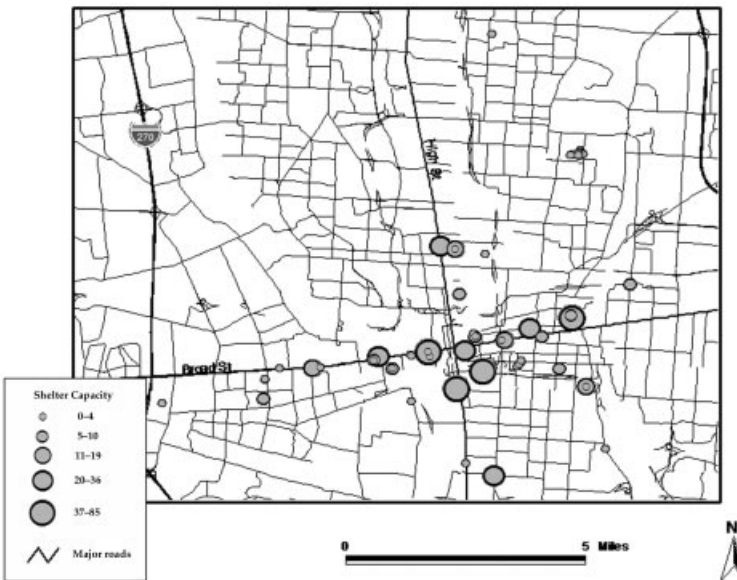 270
High St.
Broad St.
Shelter Capacity
0–4
5–10
11–19
20–36
37–85
Major roads
0
5 Miles
N